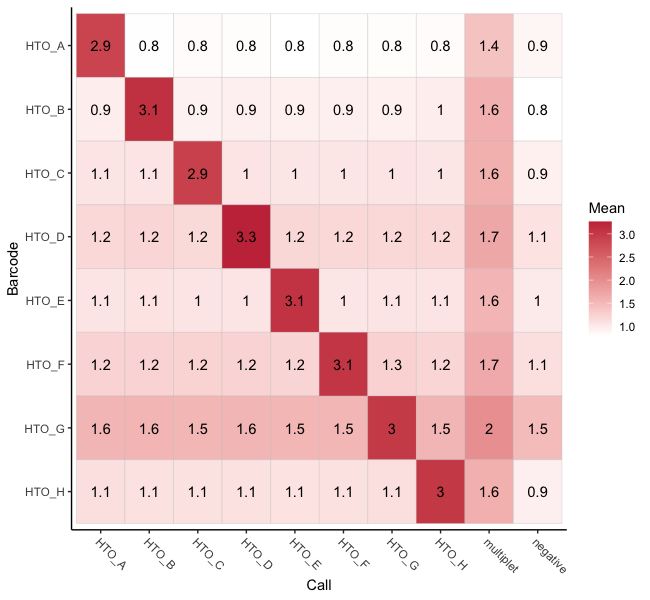 HTO_A 2.9 0.8 0.8 0.8 0.8 0.8 0.8 0.8 1.4 0.9
HTO_B 0.9 3.1 0.9 0.9 0.9 0.9 0.9 1 1.6 0.8
HTO_C 1.1 1.1 2.9 1 1 1 1 1 1.6 0.9
HTO_D 1.2 1.2 1.2 3.3 1.2 1.2 1.2 1.2 1.7 1.1
HTO_E 1.1 1.1 1 1 3.1 1 1.1 1.1 1.6 1
HTO_F 1.2 1.2 1.2 1.2 1.2 3.1 1.3 1.2 1.7 1.1
HTO_G 1.6 1.6 1.5 1.6 1.5 1.5 3 1.5 2 1.5
HTO_H 1.1 1.1 1.1 1.1 1.1 1.1 1.1 3 1.6 0.9
HTO_A HTO_B HTO_C HTO_D HTO_E HTO_F HTO_G HTO_H multiplet negative
Call
Barcode
Mean
3.0
2.5
2.0
1.5
1.0